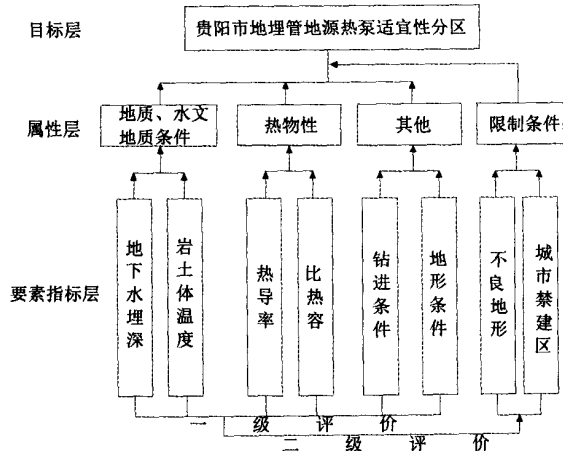 目标层
贵阳市地埋管地源热泵适宜性分区
属性层
地质、水文
地质条件
热物性
其他
限制条件
要素指标层
地下水埋深
岩土体温度
热导率
比热容
钻进条件
地形条件
不良地形
城市禁建区
一级评价
二级评价